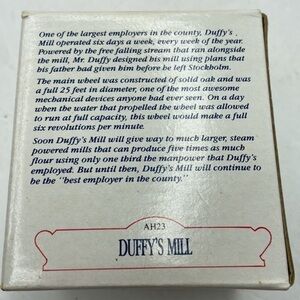 One of the largest employers in the county, Duffy's
Mill operated six days a week, every week of the year.
Powered by the free falling stream that ran alongside
the mill, Mr. Duffy designed his mill using plans that
his father had given him before he left Stockholm.
The main wheel was constructed of solid oak and was
a full 25 feet in diameter, one of the most awesome
mechanical devices anyone had ever seen. On a day
when the water that propelled the wheel was allowed
to run at full capacity, this wheel would make a full
six revolutions per minute.
Soon Duffy's Mill will give way to much larger, steam
powered mills that can produce five times as much
flour using only one third the manpower that Duffy's
employed. But until then, Duffy's Mill will continue to
be the "best employer in the county."
AH23
DUFFY'S MILL